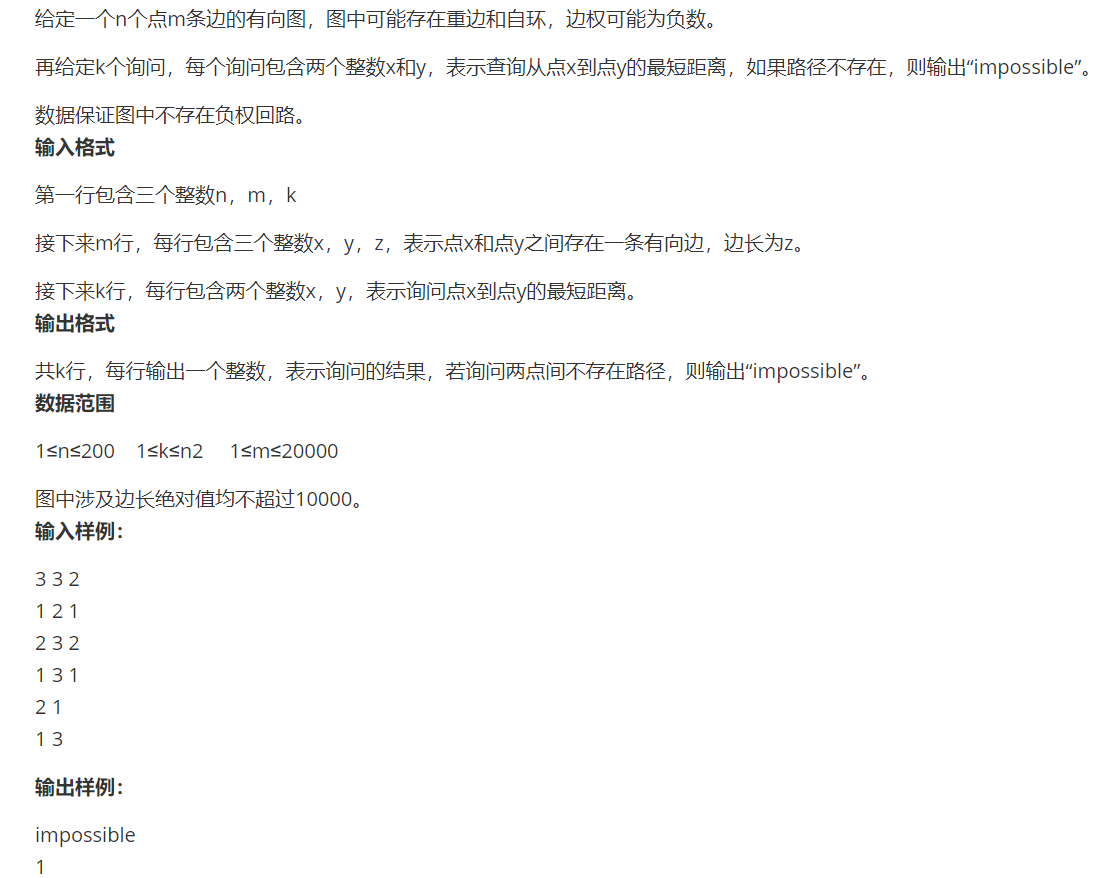 给定一个n个点m条边的有向图，图中可能存在重边和自环，边权可能为负数。
再给定k个询问，每个询问包含两个整数x和y，表示查询从点x到点y的最短距离，如果路径不存在，则输出“impossible”。
数据保证图中不存在负权回路。
输入格式
第一行包含三个整数n，m，k
接下来m行，每行包含三个整数x，y，z，表示点x和点y之间存在一条有向边，边长为z。
接下来k行，每行包含两个整数x，y，表示询问点x到点y的最短距离。
输出格式
共k行，每行输出一个整数，表示询问的结果，若询问两点间不存在路径，则输出“impossible”。
数据范围
1≤n≤200 1≤k≤n2 1≤m≤20000
图中涉及边长绝对值均不超过10000。
输入样例：
3 3 2
1 2 1
2 3 2
1 3 1
2 1
1 3
输出样例：
impossible
1